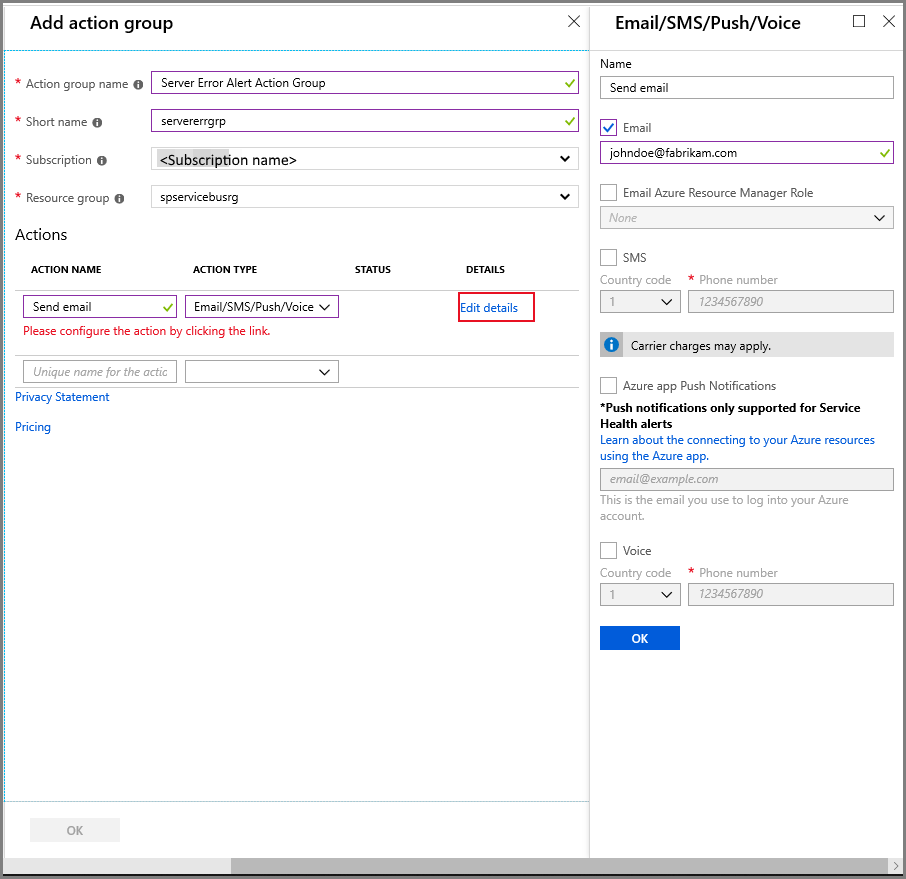 Add action group
* Action group name
Server Error Alert Action Group
* Short name
servererrgrp
* Subscription
<Subscription name>
* Resource group
spservicebusrg
Actions
ACTION NAME ACTION TYPE STATUS DETAILS
Send email Email/SMS/Push/Voice Edit details
Please configure the action by clicking the link.
Unique name for the actic
Privacy Statement
Pricing
OK
Email/SMS/Push/Voice
Name
Send email
Email
johndoe@fabrikam.com
Email Azure Resource Manager Role
None
SMS
Country code * Phone number
1 1234567890
Carrier charges may apply.
Azure app Push Notifications
*Push notifications only supported for Service
Health alerts
Learn about the connecting to your Azure resources
using the Azure app.
email@example.com
This is the email you use to log into your Azure
account.
Voice
Country code * Phone number
1 1234567890
OK